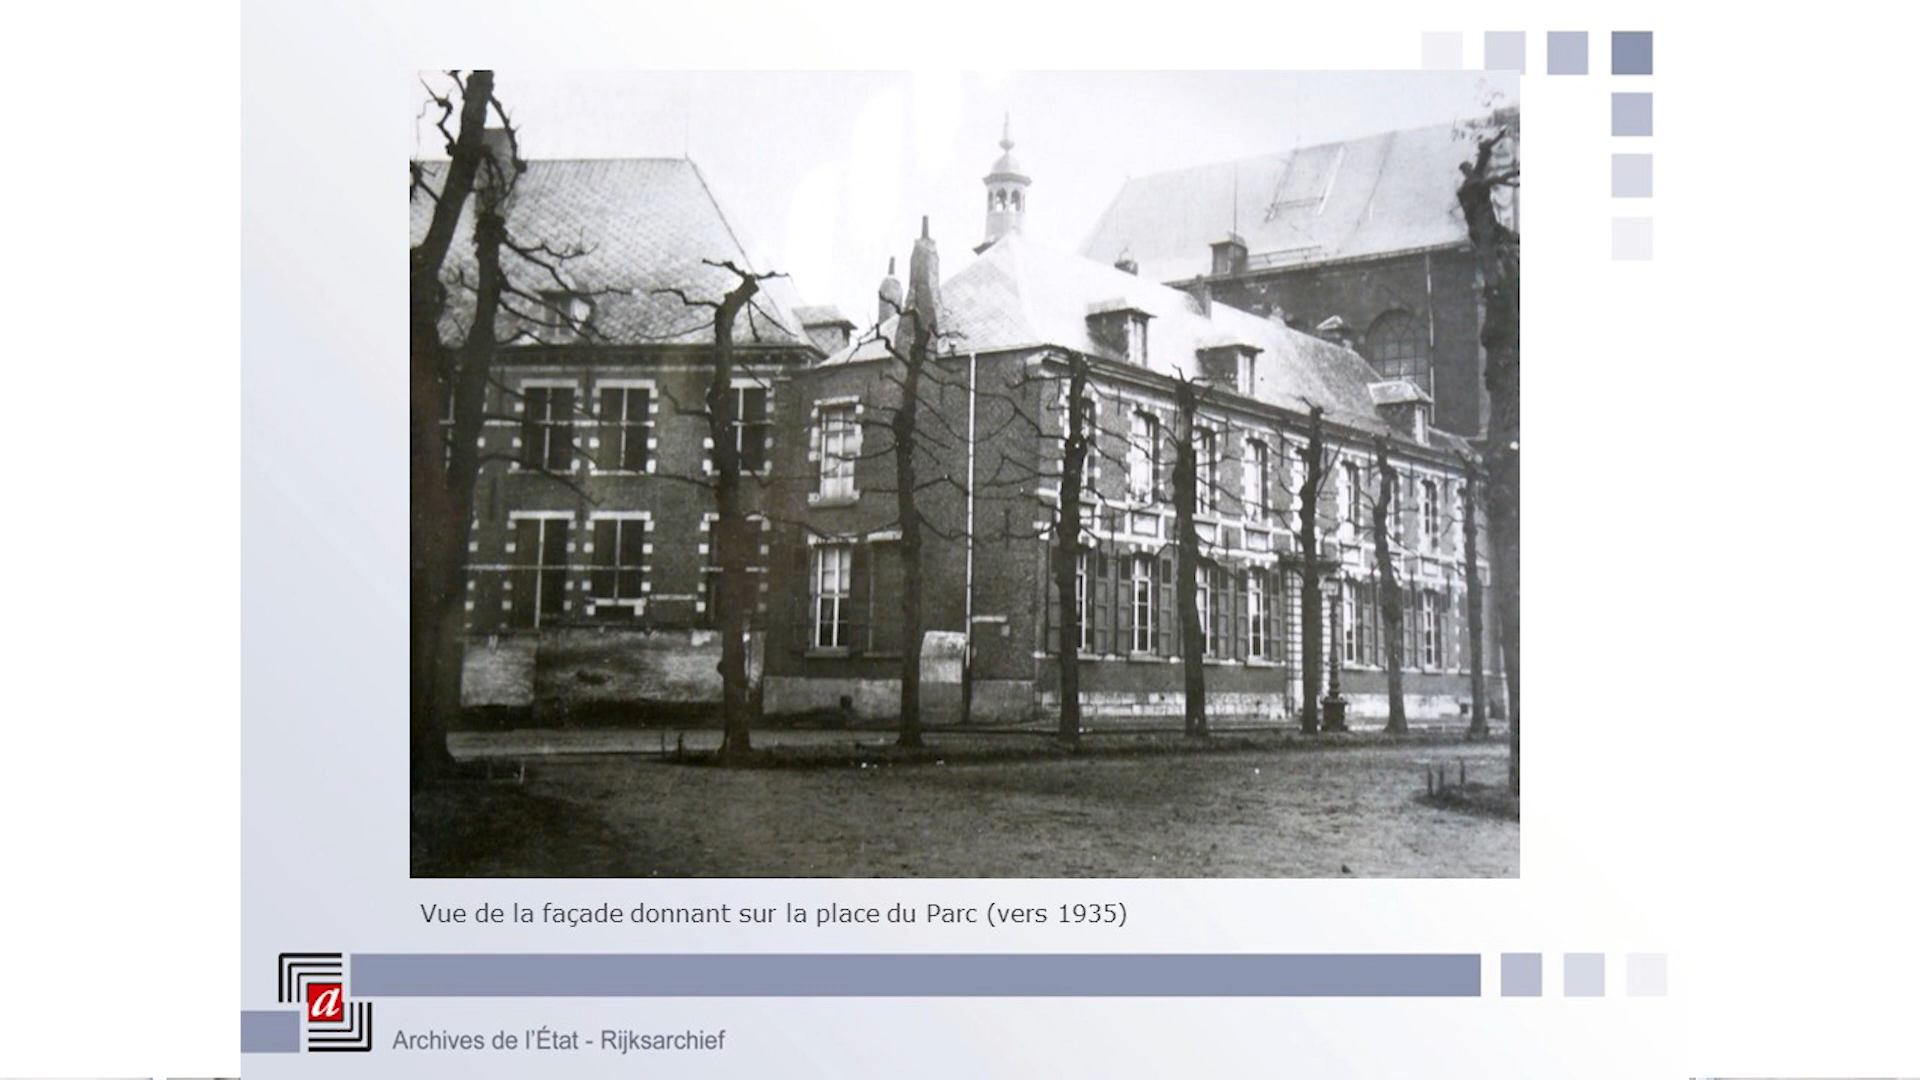 Vue de la façade donnant sur la place du Parc (vers 1935)
a
Archives de l'État - Rijksarchief